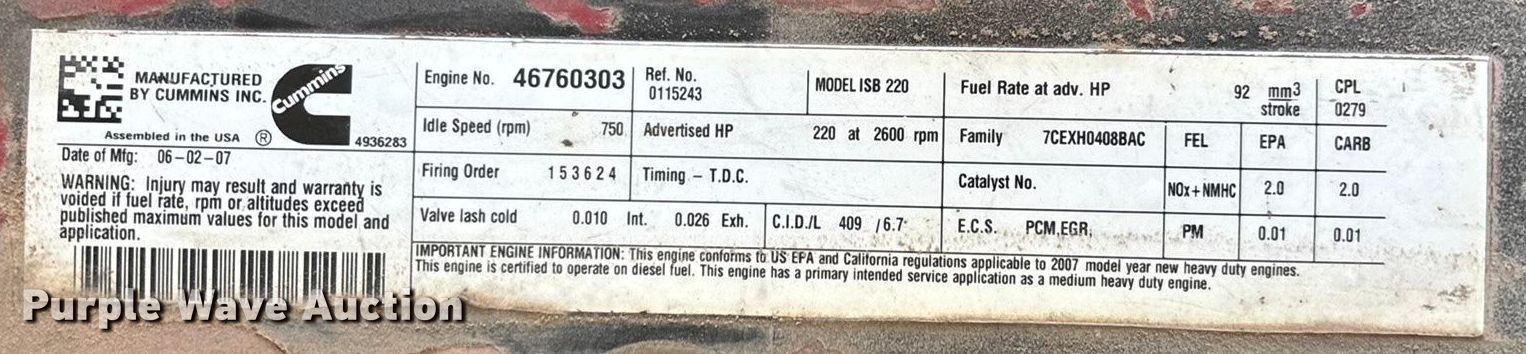 MANUFACTURED
BY CUMMINS INC.
Cummins
Assembled in the USA ®
4936283
Date of Mfg: 06-02-07
WARNING: Injury may result and warranty is
voided if fuel rate, rpm or altitudes exceed
published maximum values for this model and
application.
Engine No. 46760303
Ref. No.
0115243
MODEL ISB 220
Fuel Rate at adv. HP 92 mm3
stroke
CPL
0279
Idle Speed (rpm) 750
Advertised HP 220 at 2600 rpm
Family 7CEXH0408BAC
FEL
EPA
CARB
Firing Order 1 5 3 6 2 4
Timing - T.D.C.
Catalyst No.
NOx+NMHC
2.0
2.0
Valve lash cold 0.010 Int. 0.026 Exh.
C.I.D./L 409 /6.7
E.C.S. PCM,EGR,
PM
0.01
0.01
IMPORTANT ENGINE INFORMATION: This engine conforms to US EPA and California regulations applicable to 2007 model year new heavy duty engines.
This engine is certified to operate on diesel fuel. This engine has a primary intended service application as a medium heavy duty engine.
Purple Wave Auction